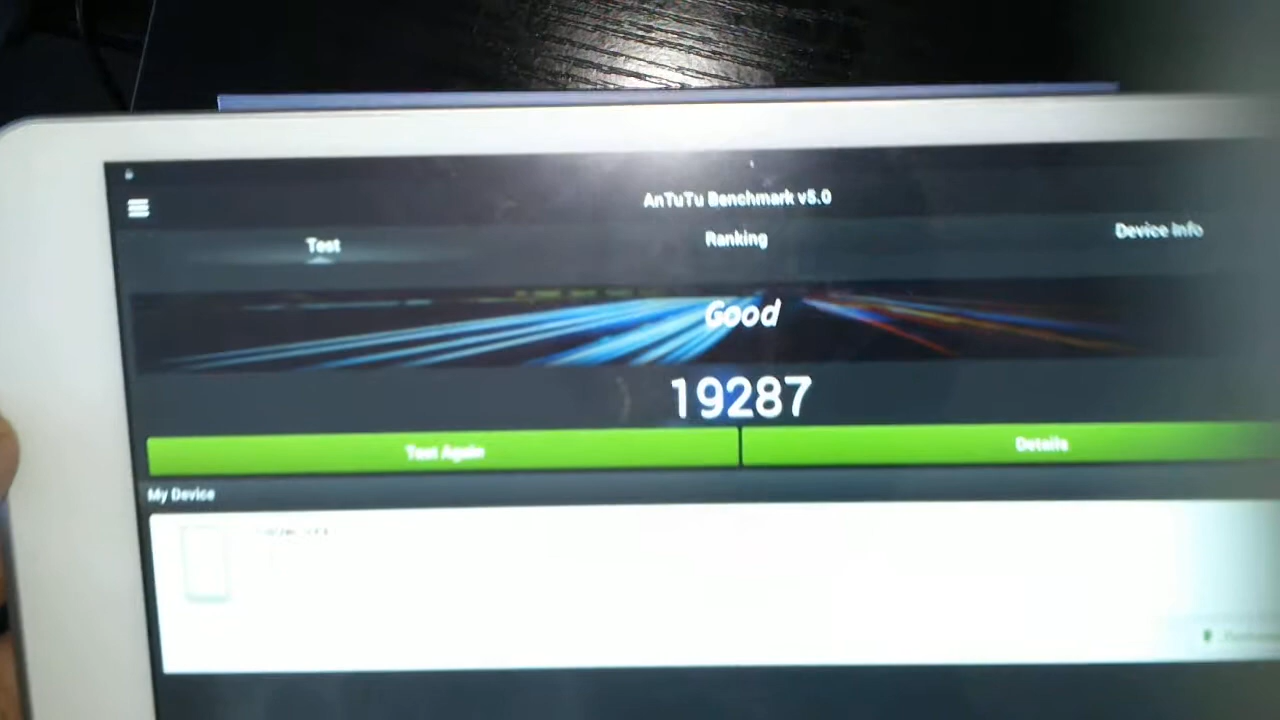 AnTuTu Benchmark v5.0
Test Ranking Device Info
Good
19287
Test Again Details
My Device